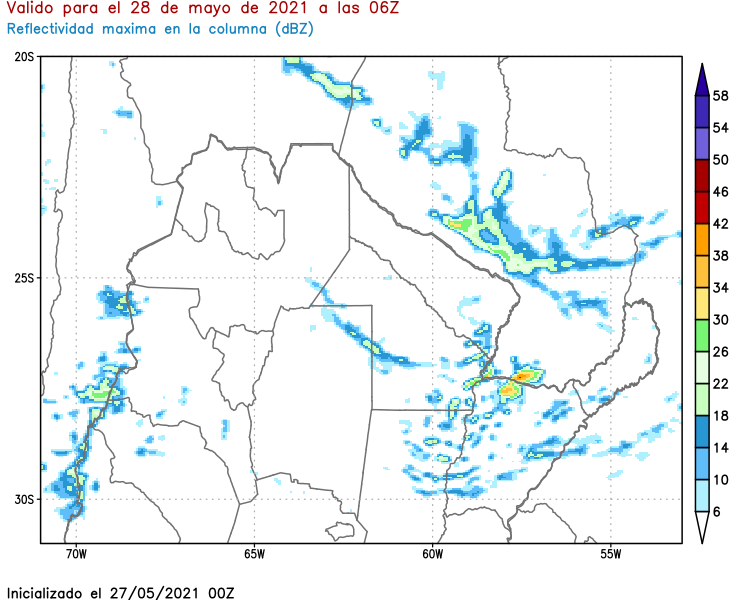 Valido para el 28 de mayo de 2021 a las 06Z
Reflectividad maxima en la columna (dBZ)
20S
25S
30S
70W
65W
60W
55W
58
54
50
46
42
38
34
30
26
22
18
14
10
6
Inicializado el 27/05/2021 00Z